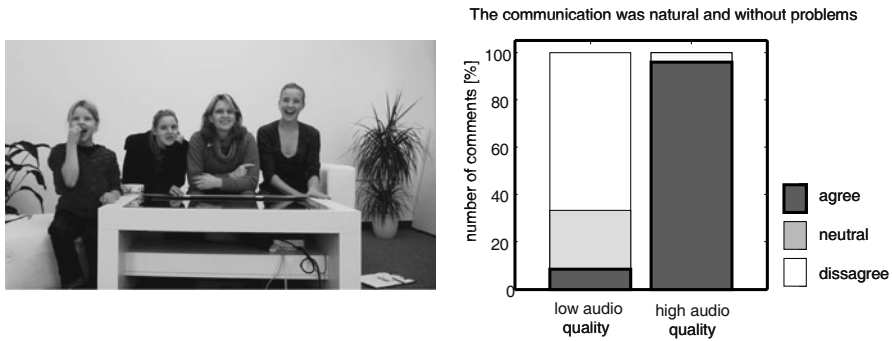 The communication was natural and without problems
number of comments [%]
100
80
60
40
20
0
low audio
quality
high audio
quality
agree
neutral
dissagree